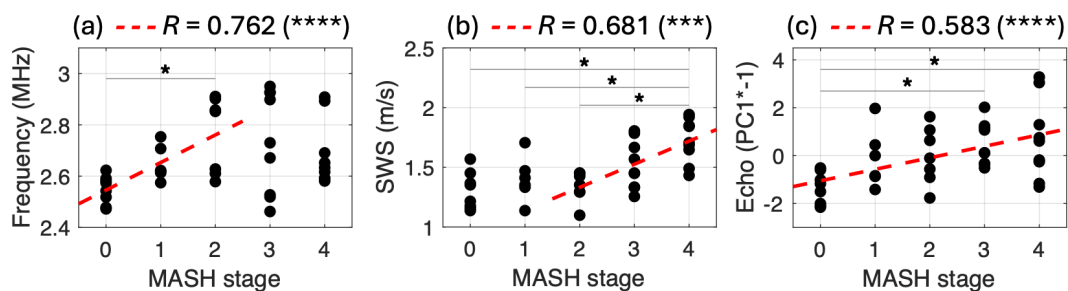 (a) R = 0.762 (****)
Frequency (MHz)
3
2.8
2.6
2.4
*
0 1 2 3 4
MASH stage
(b) R = 0.681 (***)
SWS (m/s)
2.5
2
1.5
1
*
*
*
0 1 2 3 4
MASH stage
(c) R = 0.583 (****)
Echo (PC1*-1)
4
2
0
-2
*
*
0 1 2 3 4
MASH stage